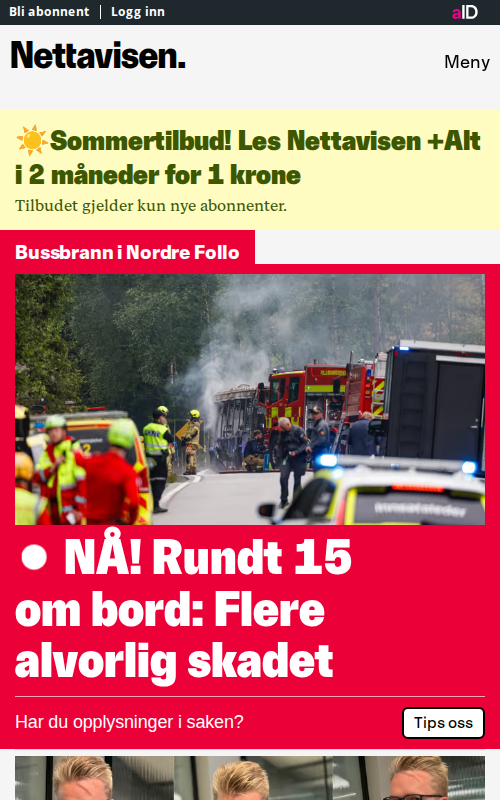 Bli abonnent | Logg inn
aID
Nettavisen.
Meny
☀️Sommertilbud! Les Nettavisen +Alt
i 2 måneder for 1 krone
Tilbudet gjelder kun nye abonnenter.
Bussbrann i Nordre Follo
NÅ! Rundt 15
om bord: Flere
alvorlig skadet
Har du opplysninger i saken?
Tips oss